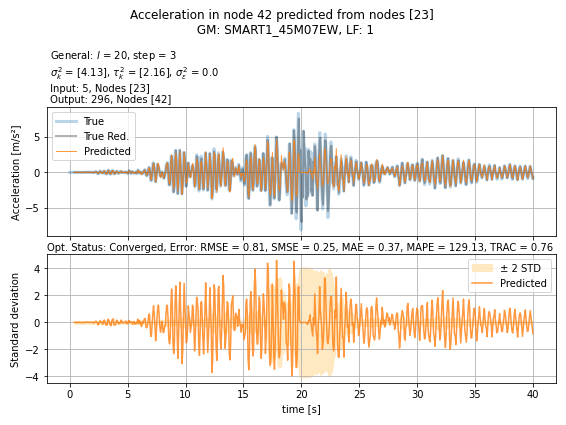 Acceleration in node 42 predicted from nodes [23]
GM: SMART1_45M07EW, LF: 1
General: l = 20, step = 3
σ²ₖ = [4.13], τ²ₖ = [2.16], σ²ε = 0.0
Input: 5, Nodes [23]
Output: 296, Nodes [42]
True
True Red.
Predicted
Acceleration [m/s²]
5
0
−5
Opt. Status: Converged, Error: RMSE = 0.81, SMSE = 0.25, MAE = 0.37, MAPE = 129.13, TRAC = 0.76
± 2 STD
Predicted
Standard deviation
4
2
0
−2
−4
0 5 10 15 20 25 30 35 40
time [s]